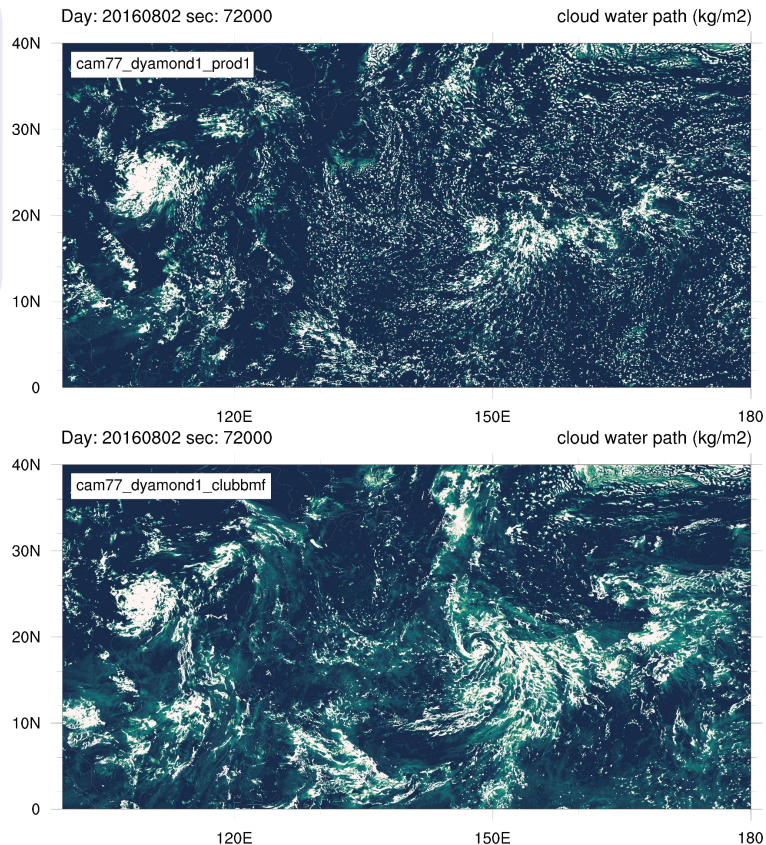 Day: 20160802 sec: 72000 cloud water path (kg/m2)
40N
cam77_dyamond1_prod1
30N
20N
10N
0
120E 150E 180
Day: 20160802 sec: 72000 cloud water path (kg/m2)
40N
cam77_dyamond1_clubbmf
30N
20N
10N
0
120E 150E 180